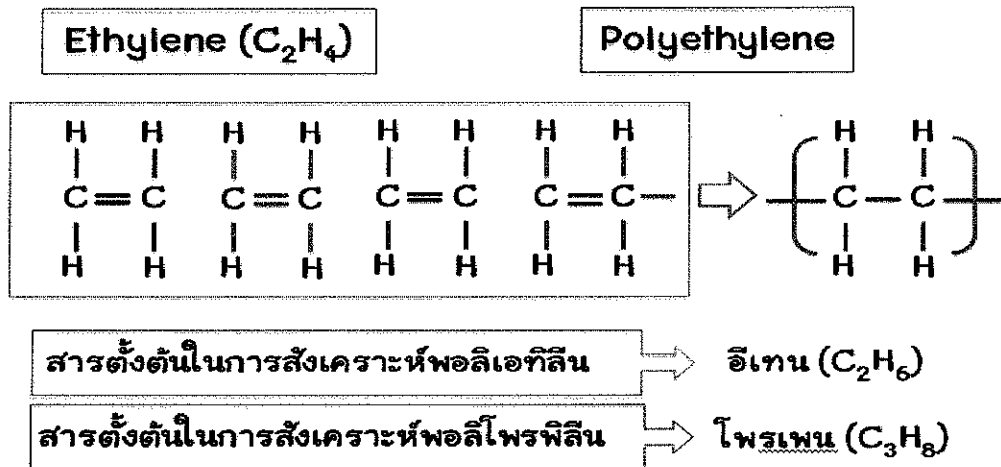 Ethylene (C₂H₄) Polyethylene
H H H H H H H H H H
C=C C=C C=C C=C— —C—C—
H H H H H H H H H H
สารตั้งต้นในการสังเคราะห์พอลิเอทิลีน อีเทน (C₂H₆)
สารตั้งต้นในการสังเคราะห์พอลิโพรพิลีน โพรเพน (C₃H₈)